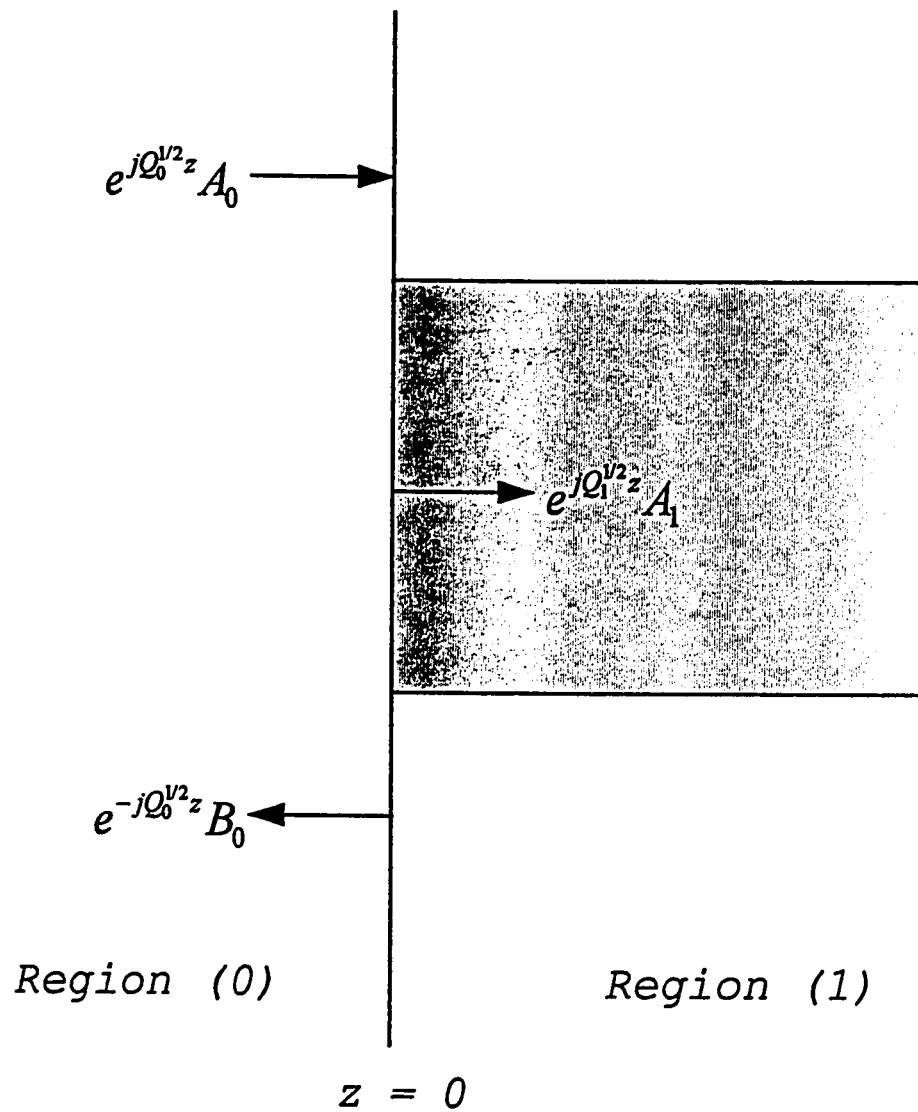 e^{jQ_0^{1/2}z}A_0
e^{jQ_1^{1/2}z}A_1
e^{-jQ_0^{1/2}z}B_0
Region (0)
Region (1)
z = 0